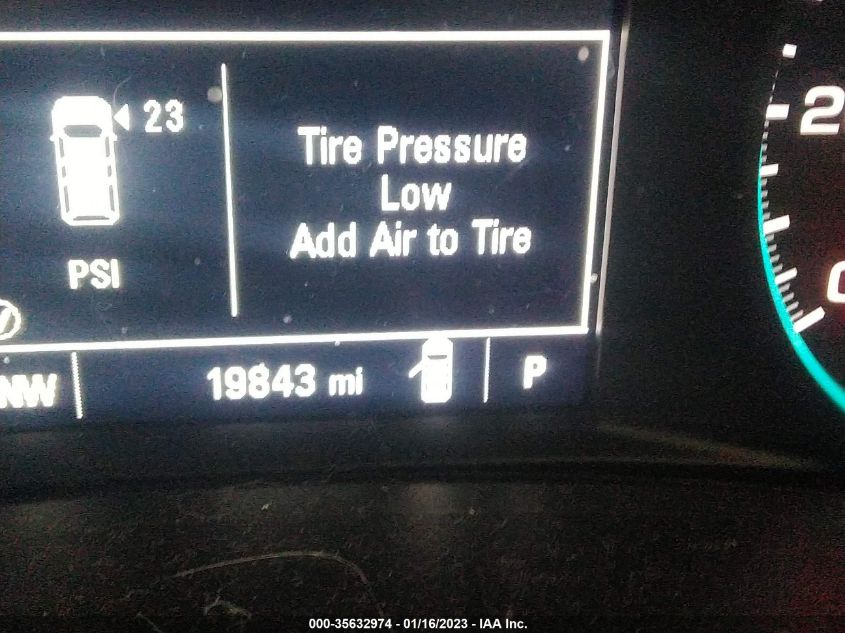 23
Tire Pressure
Low
Add Air to Tire
PSI
NW
19843 mi
P
2
0
000-35632974 - 01/16/2023 - IAA Inc.